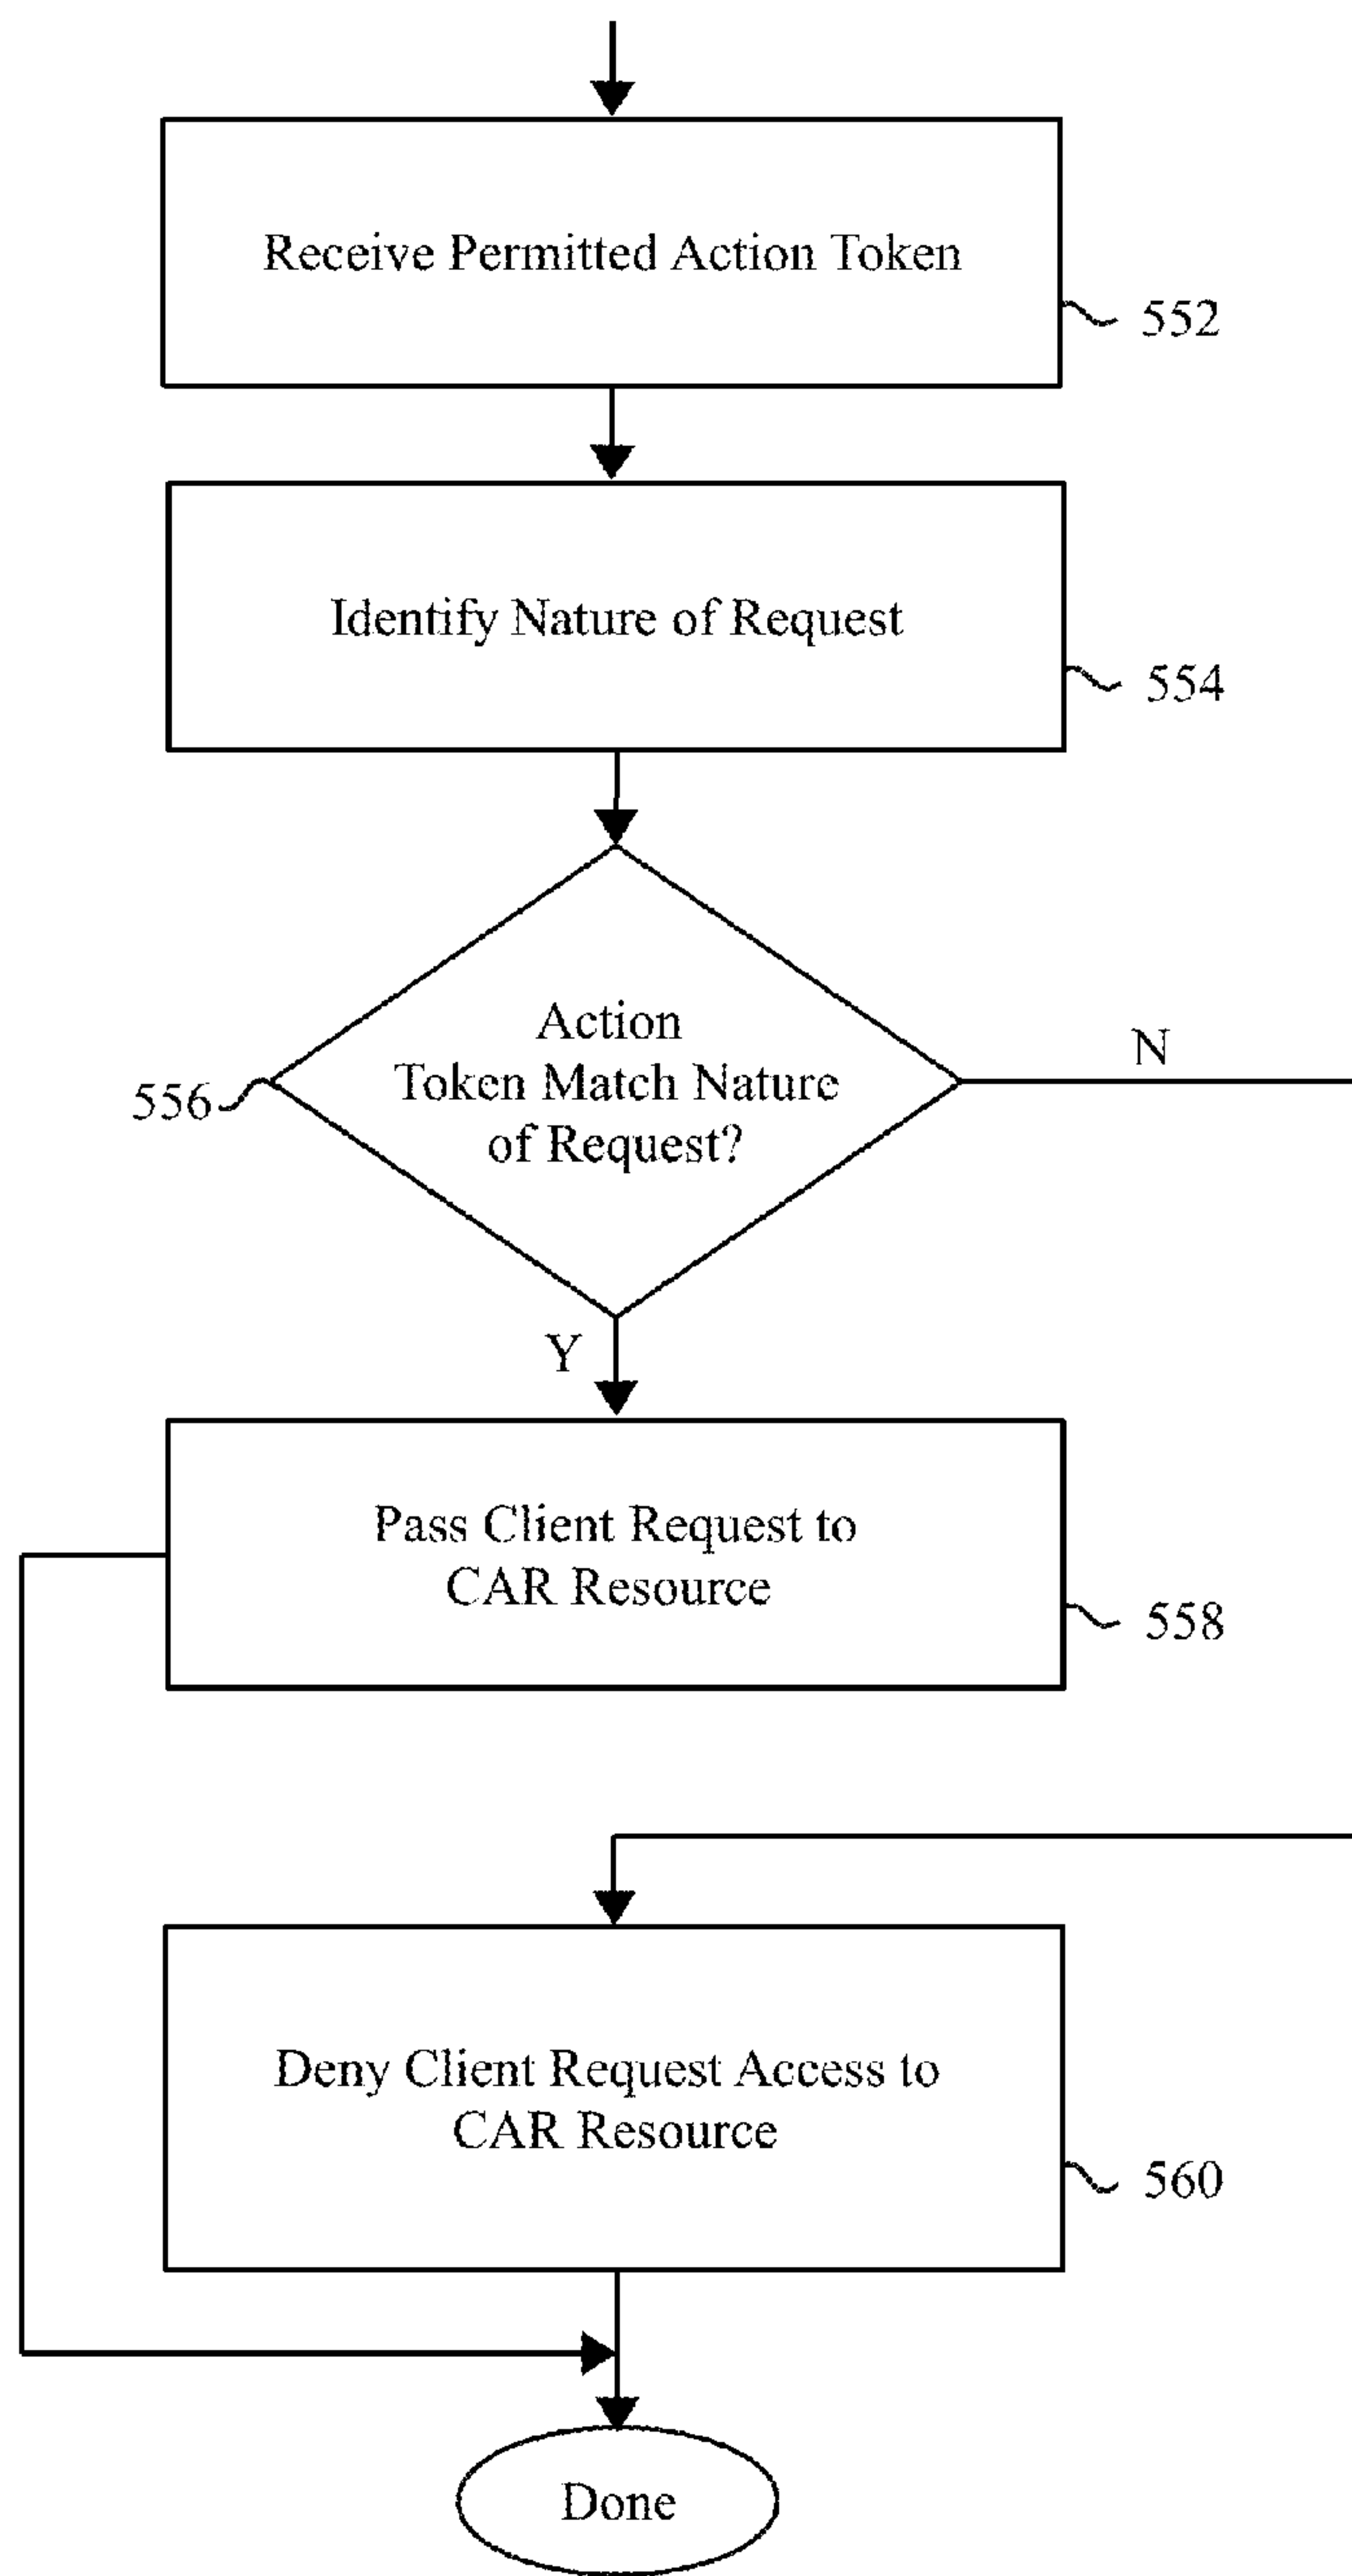 Receive Permitted Action Token
552
Identify Nature of Request
554
Action
Token Match Nature
of Request?
556
N
Y
Pass Client Request to
CAR Resource
558
Deny Client Request Access to
CAR Resource
560
Done